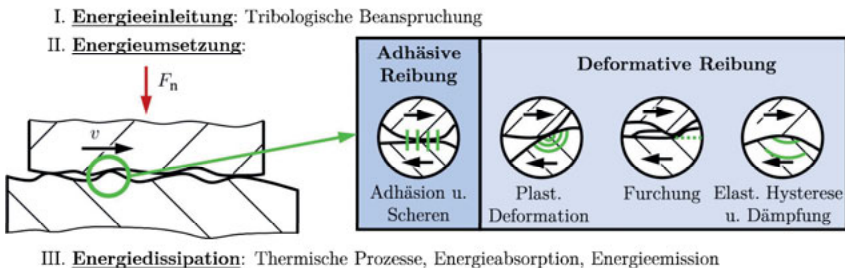 I. Energieeinleitung: Tribologische Beanspruchung
II. Energieumsetzung:
Fn
v
Adhäsive
Reibung
Adhäsion u.
Scheren
Deformative Reibung
Plast.
Deformation
Furchung
Elast. Hysterese
u. Dämpfung
III. Energiedissipation: Thermische Prozesse, Energieabsorption, Energieemission